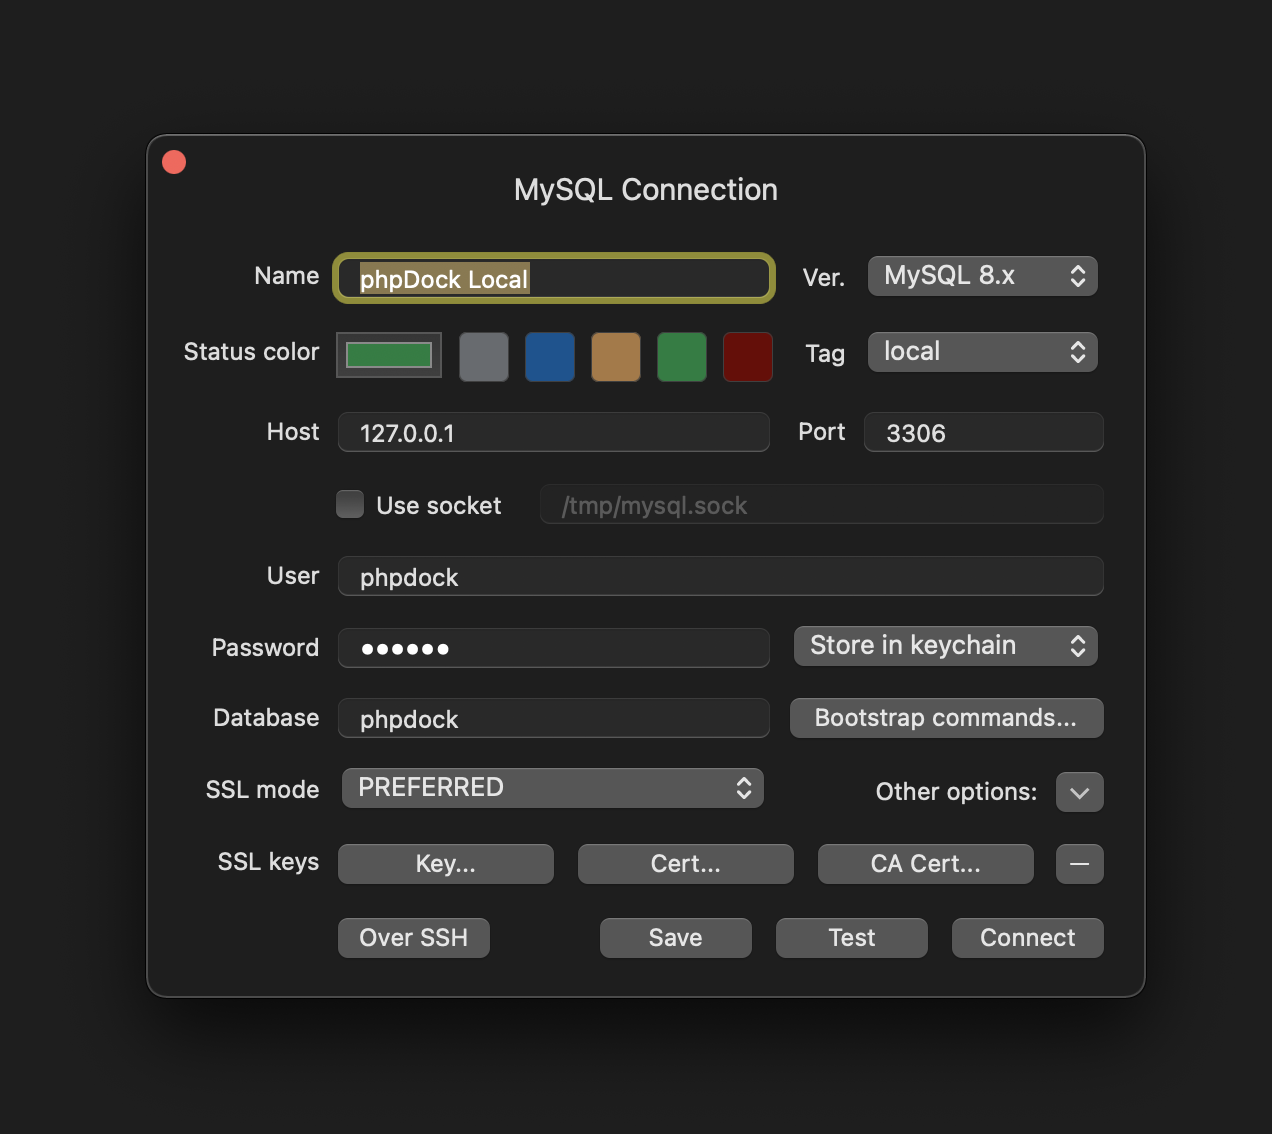 MySQL Connection
Name phpDock Local Ver. MySQL 8.x
Status color Tag local
Host 127.0.0.1 Port 3306
Use socket /tmp/mysql.sock
User phpdock
Password •••••• Store in keychain
Database phpdock Bootstrap commands...
SSL mode PREFERRED Other options:
SSL keys Key... Cert... CA Cert...
Over SSH Save Test Connect